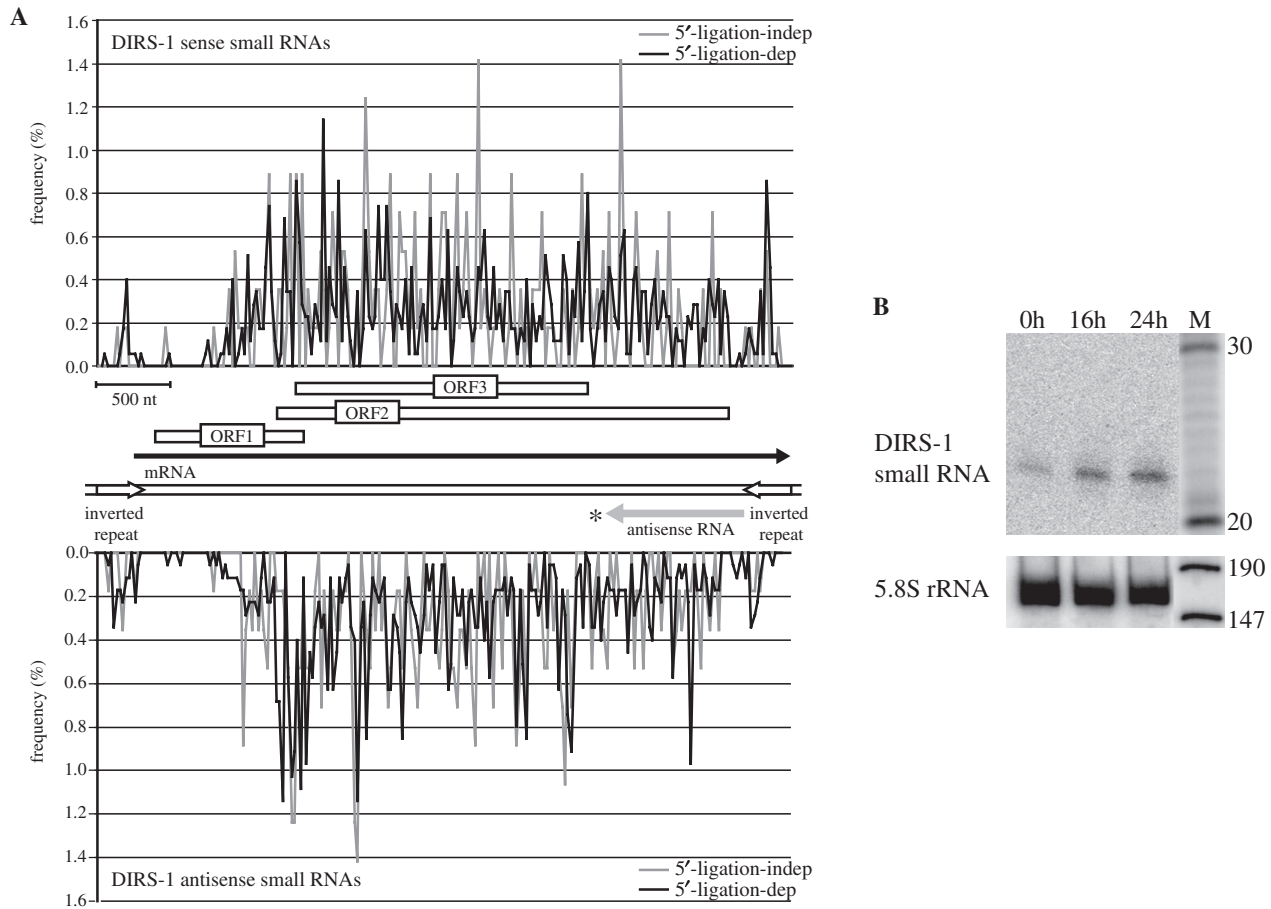 A
DIRS-1 sense small RNAs
5′-ligation-indep
5′-ligation-dep
frequency (%)
1.6
1.4
1.2
1.0
0.8
0.6
0.4
0.2
0.0
500 nt
ORF3
ORF2
ORF1
mRNA
inverted repeat
*
antisense RNA
inverted repeat
0.0
0.2
0.4
0.6
0.8
1.0
1.2
1.4
1.6
frequency (%)
DIRS-1 antisense small RNAs
5′-ligation-indep
5′-ligation-dep
B
0h 16h 24h M
30
DIRS-1
small RNA
20
190
5.8S rRNA
147